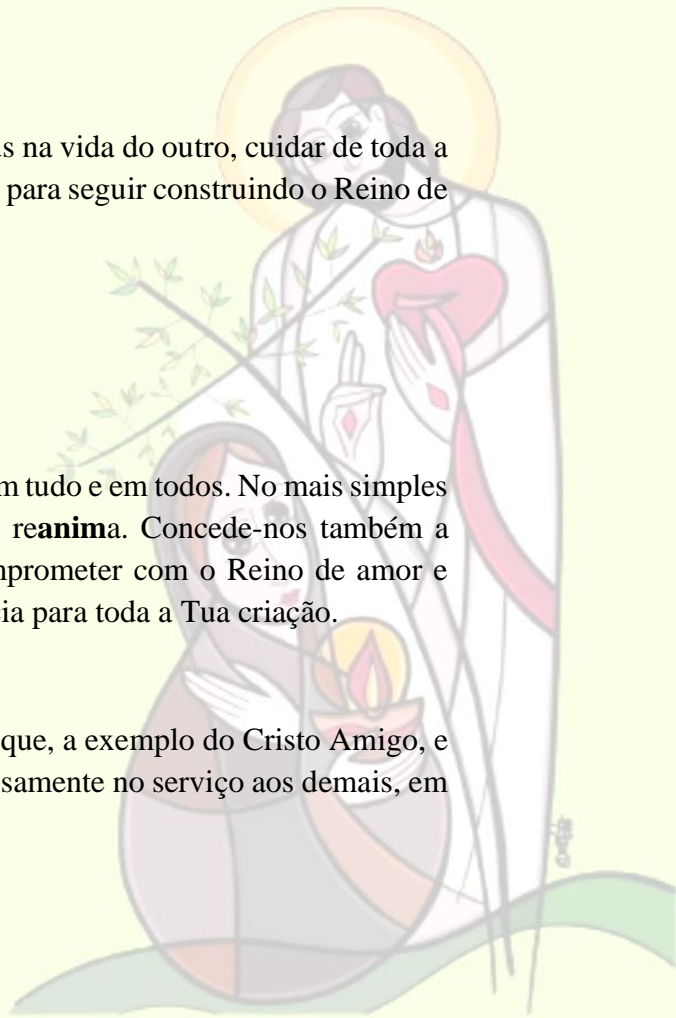 s na vida do outro, cuidar de toda a
para seguir construindo o Reino de
m tudo e em todos. No mais simples
reanima. Concede-nos também a
mprometer com o Reino de amor e
ia para toda a Tua criação.
que, a exemplo do Cristo Amigo, e
samente no serviço aos demais, em